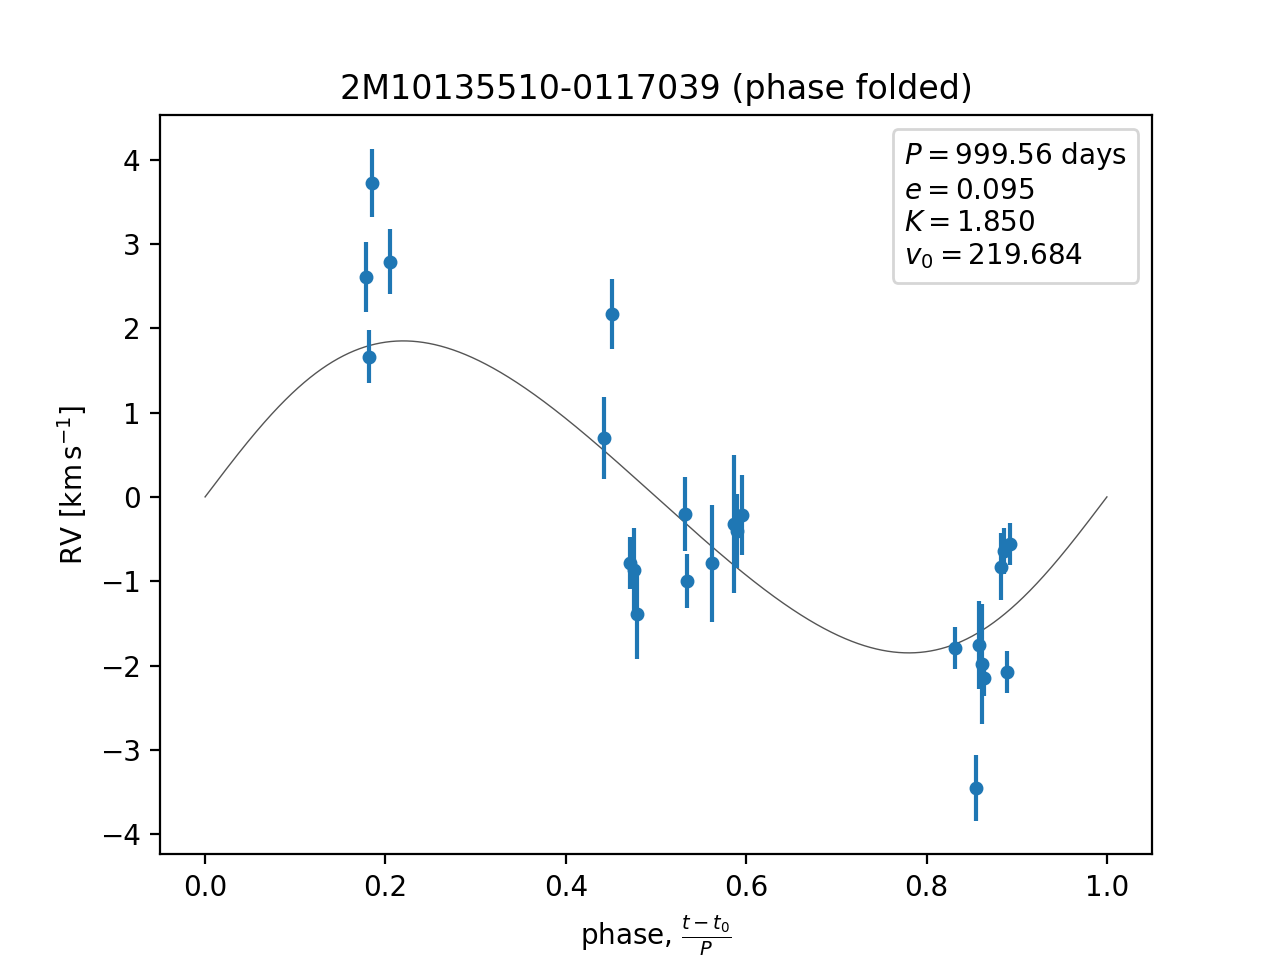 2M10135510-0117039 (phase folded)
P = 999.56 days
e = 0.095
K = 1.850
v₀ = 219.684
RV [km s⁻¹]
4
3
2
1
0
−1
−2
−3
−4
0.0 0.2 0.4 0.6 0.8 1.0
phase, (t − t₀)/P